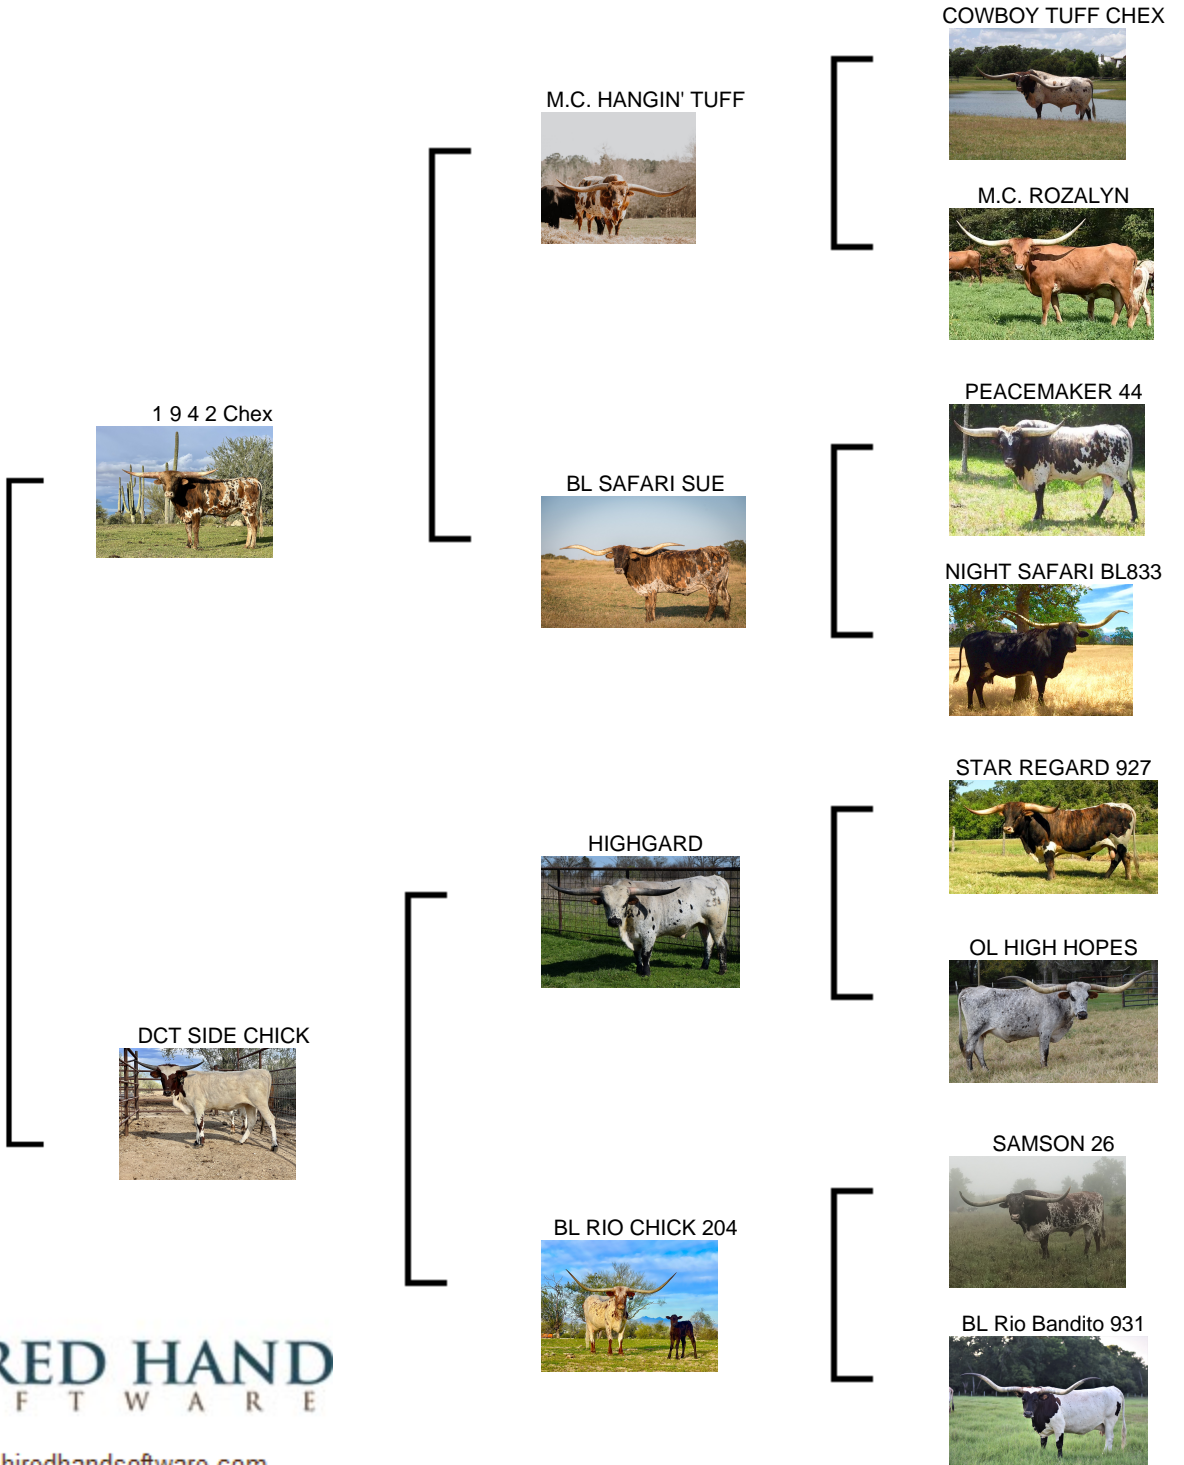 COWBOY TUFF CHEX
M.C. HANGIN' TUFF
M.C. ROZALYN
PEACEMAKER 44
1 9 4 2 Chex
BL SAFARI SUE
NIGHT SAFARI BL833
STAR REGARD 927
HIGHGARD
OL HIGH HOPES
DCT SIDE CHICK
SAMSON 26
BL RIO CHICK 204
BL Rio Bandito 931
RED HAND
F T W A R E
hiredhandsoftware.com